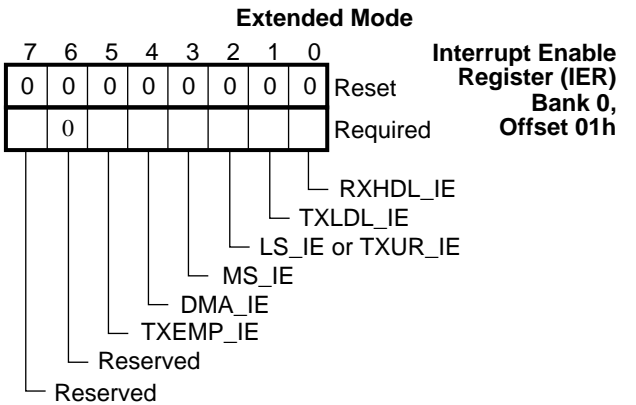 Extended Mode
7 6 5 4 3 2 1 0
Interrupt Enable
Register (IER)
Bank 0,
Offset 01h
0 0 0 0 0 0 0 0 Reset
0 Required
RXHDL_IE
TXLDL_IE
LS_IE or TXUR_IE
MS_IE
DMA_IE
TXEMP_IE
Reserved
Reserved